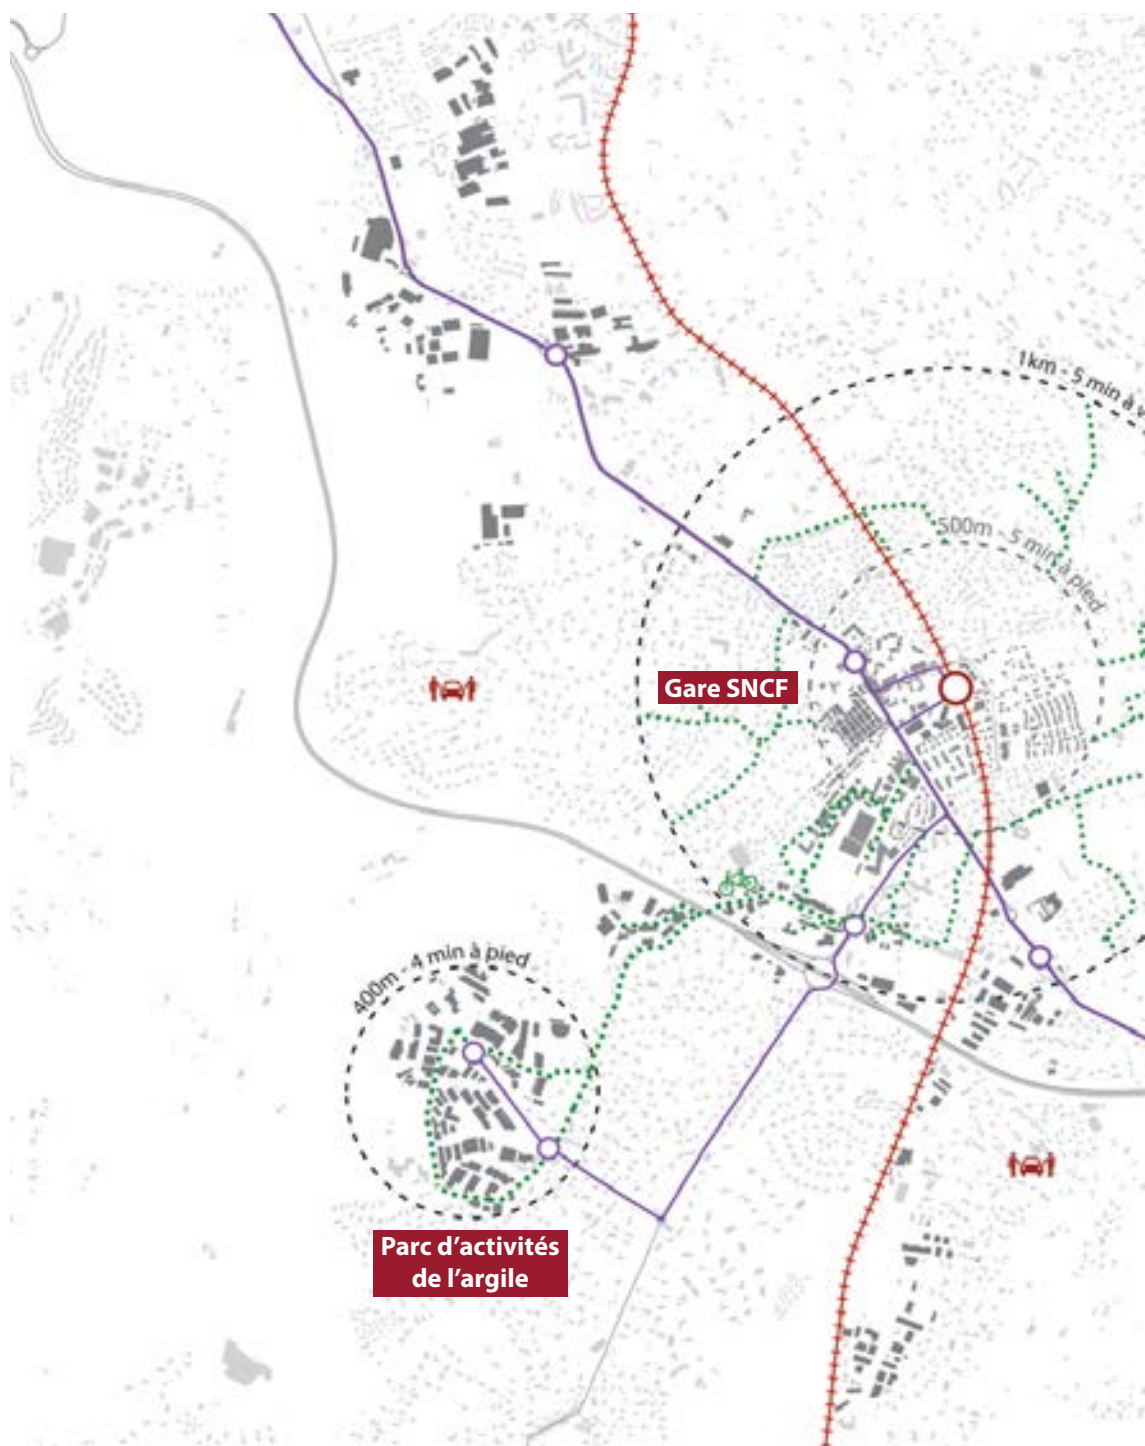 1km - 5 min à v
500m - 5 min à pied
Gare SNCF
400m - 4 min à pied
Parc d’activités
de l’argile